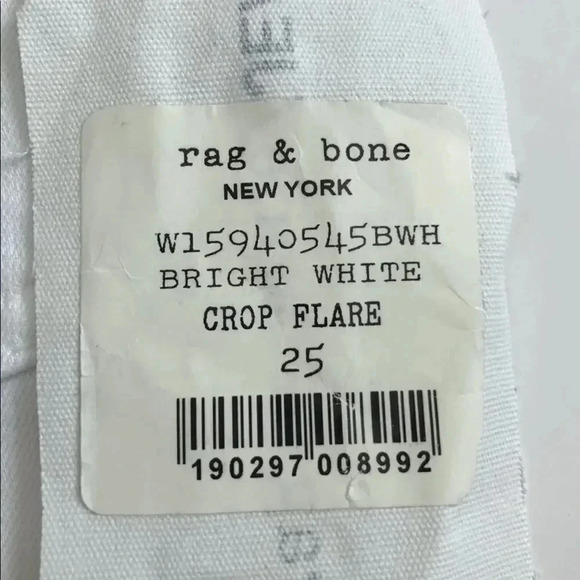 rag & bone
NEW YORK
W15940545BWH
BRIGHT WHITE
CROP FLARE
25
190297 008992